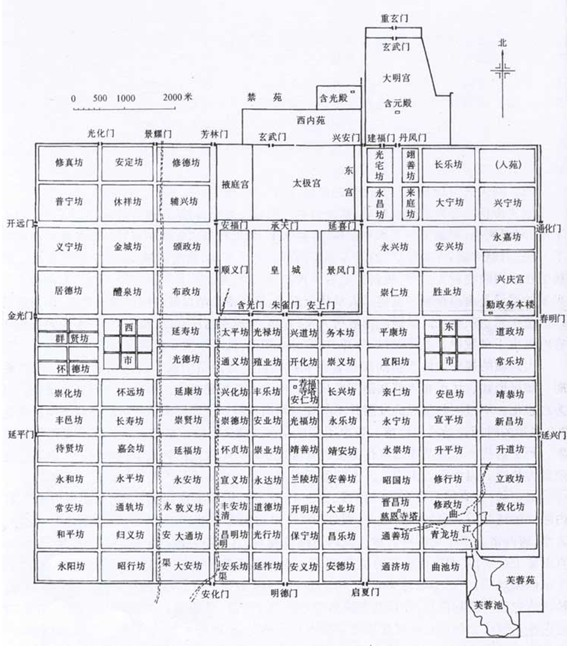 重玄门
玄武门
北
大明宫
0 500 1000 2000 米
禁 苑
含光殿
含元殿
西内苑
光化门 景耀门 芳林门 玄武门 兴安门 建福门 丹凤门
修真坊 安定坊 修德坊 光宅坊 翊善坊 长乐坊 (入苑)
掖庭宫 太极宫 东宫
普宁坊 休祥坊 辅兴坊 永昌坊 来庭坊 大宁坊 兴宁坊
开远门 安福门 承天门 延喜门 通化门
义宁坊 金城坊 颁政坊 永兴坊 安兴坊 永嘉坊
顺义门 皇 城 景风门
兴庆宫
居德坊 醴泉坊 布政坊 崇仁坊 胜业坊
勤政务本楼
含光门 朱雀门 安上门
金光门 春明门
群贤坊 西市 延寿坊 太平坊 光禄坊 兴道坊 务本坊 平康坊 东市 道政坊
怀德坊 光德坊 通义坊 殖业坊 开化坊 崇义坊 宣阳坊 常乐坊
荐福寺塔
崇化坊 怀远坊 延康坊 兴化坊 丰乐坊 安仁坊 长兴坊 亲仁坊 安邑坊 靖恭坊
丰邑坊 长寿坊 崇贤坊 崇德坊 安业坊 光福坊 永乐坊 永宁坊 宣平坊 新昌坊
延平门 延兴门
待贤坊 嘉会坊 延福坊 怀贞坊 崇业坊 靖善坊 靖安坊 永崇坊 升平坊 升道坊
永和坊 永平坊 永安坊 宣义坊 永达坊 兰陵坊 安善坊 昭国坊 修行坊 立政坊
常安坊 通轨坊 敦义坊 丰安坊 道德坊 开明坊 大业坊 晋昌坊 修政坊 敦化坊
慈恩寺塔
和平坊 归义坊 大通坊 昌明坊 光行坊 保宁坊 昌乐坊 通善坊 青龙坊
永阳坊 昭行坊 大安坊 安乐坊 延祚坊 安义坊 安德坊 通济坊 曲池坊
永安渠
清明渠
曲江
芙蓉苑
芙蓉池
安化门 明德门 启夏门